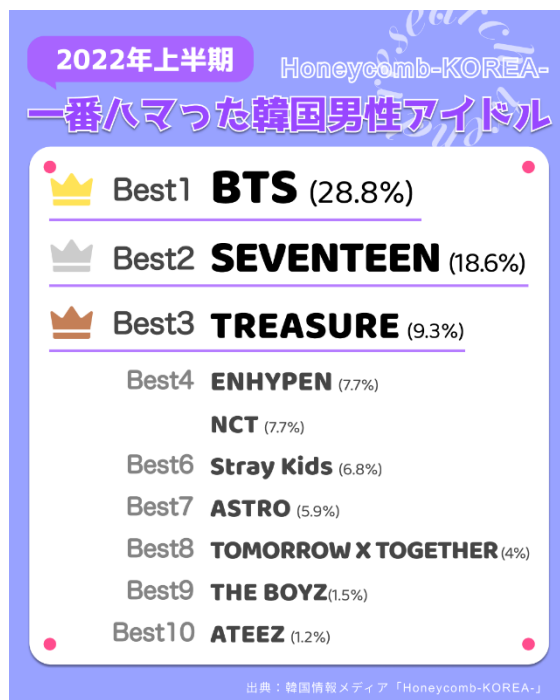 2022年上半期
Honeycomb-KOREA-
一番ハマった韓国男性アイドル
Best1 BTS (28.8%)
Best2 SEVENTEEN (18.6%)
Best3 TREASURE (9.3%)
Best4 ENHYPEN (7.7%)
NCT (7.7%)
Best6 Stray Kids (6.8%)
Best7 ASTRO (5.9%)
Best8 TOMORROW X TOGETHER (4%)
Best9 THE BOYZ(1.5%)
Best10 ATEEZ (1.2%)
出典：韓国情報メディア「Honeycomb-KOREA-」